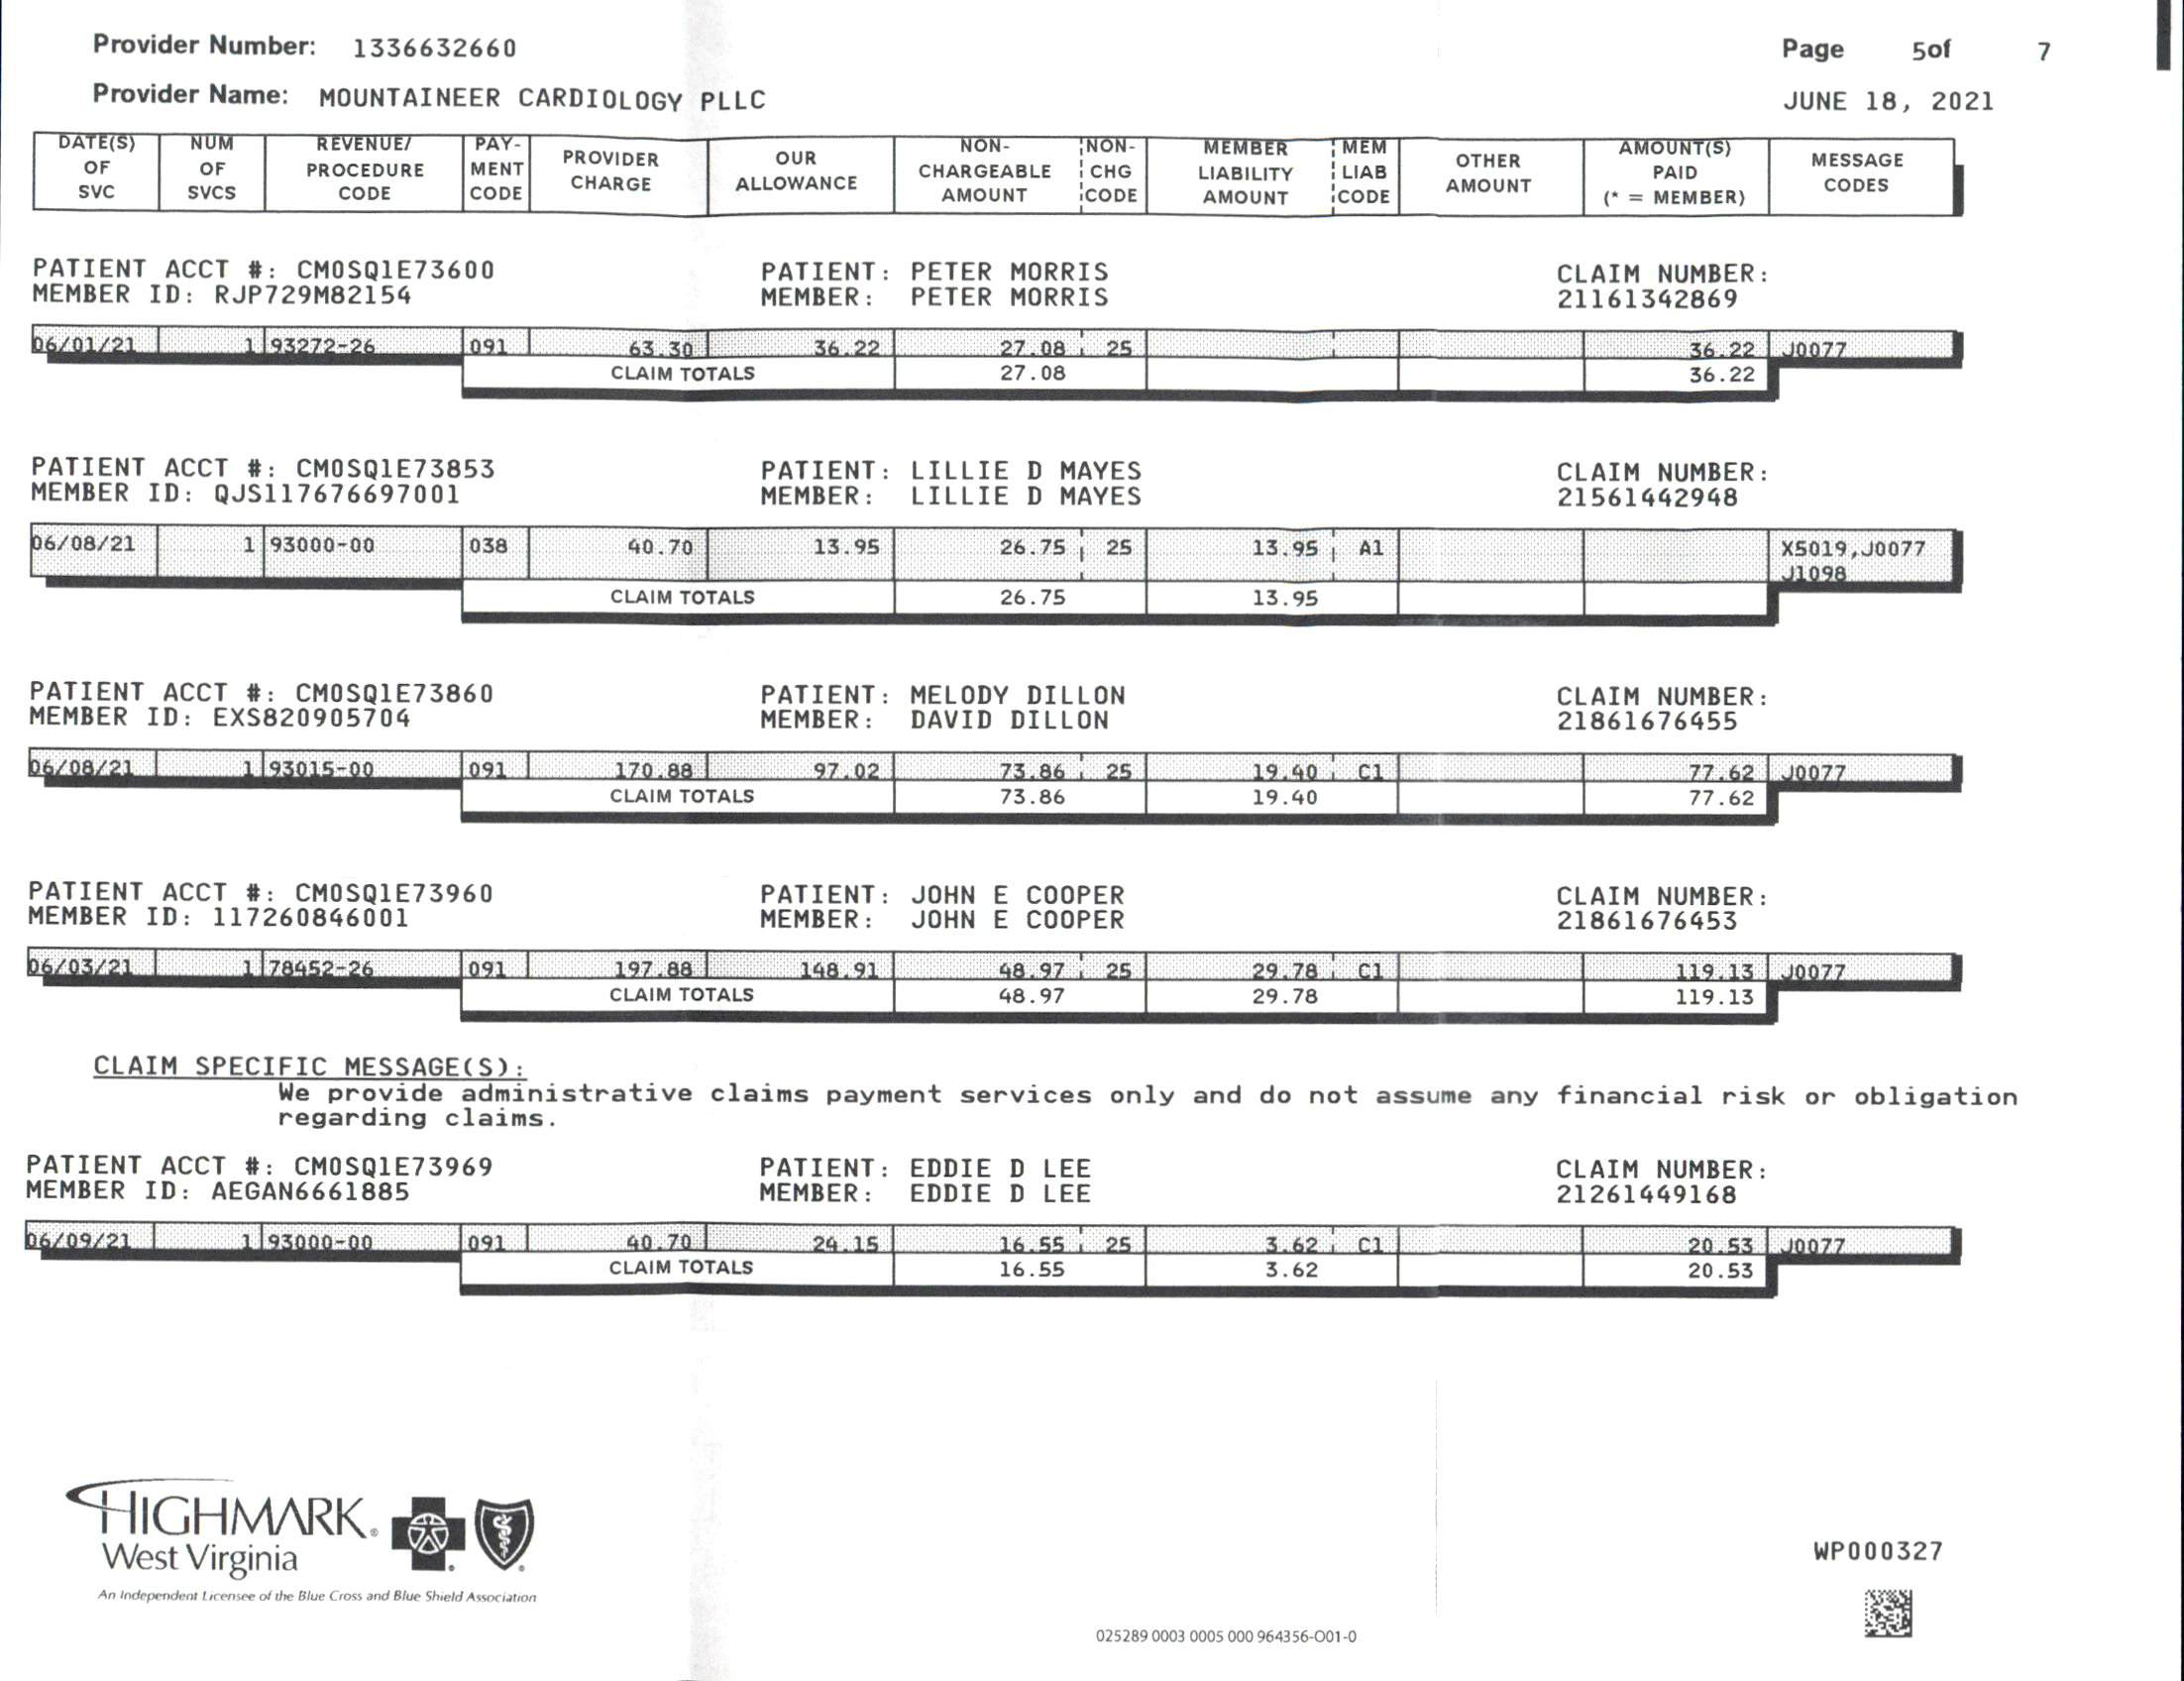 Provider Number: 1336632660 Page 5of 7
Provider Name: MOUNTAINEER CARDIOLOGY PLLC JUNE 18, 2021
DATE(S) OF SVC NUM OF SVCS REVENUE/ PROCEDURE CODE PAY- MENT CODE PROVIDER CHARGE OUR ALLOWANCE NON- CHARGEABLE AMOUNT NON- CHG CODE MEMBER LIABILITY AMOUNT MEM LIAB CODE OTHER AMOUNT AMOUNT(S) PAID (* = MEMBER) MESSAGE CODES
PATIENT ACCT #: CM0SQ1E73600 PATIENT: PETER MORRIS CLAIM NUMBER:
MEMBER ID: RJP729M82154 MEMBER: PETER MORRIS 21161342869
06/01/21 1 93272-26 091 63.30 36.22 27.08 25 36.22 J0077
CLAIM TOTALS 27.08 36.22
PATIENT ACCT #: CM0SQ1E73853 PATIENT: LILLIE D MAYES CLAIM NUMBER:
MEMBER ID: QJS117676697001 MEMBER: LILLIE D MAYES 21561442948
06/08/21 1 93000-00 038 40.70 13.95 26.75 25 13.95 A1 X5019,J0077
J1098
CLAIM TOTALS 26.75 13.95
PATIENT ACCT #: CM0SQ1E73860 PATIENT: MELODY DILLON CLAIM NUMBER:
MEMBER ID: EXS820905704 MEMBER: DAVID DILLON 21861676455
06/08/21 1 93015-00 091 170.88 97.02 73.86 25 19.40 C1 77.62 J0077
CLAIM TOTALS 73.86 19.40 77.62
PATIENT ACCT #: CM0SQ1E73960 PATIENT: JOHN E COOPER CLAIM NUMBER:
MEMBER ID: 117260846001 MEMBER: JOHN E COOPER 21861676453
06/03/21 1 78452-26 091 197.88 148.91 48.97 25 29.78 C1 119.13 J0077
CLAIM TOTALS 48.97 29.78 119.13
CLAIM SPECIFIC MESSAGE(S):
We provide administrative claims payment services only and do not assume any financial risk or obligation
regarding claims.
PATIENT ACCT #: CM0SQ1E73969 PATIENT: EDDIE D LEE CLAIM NUMBER:
MEMBER ID: AEGAN6661885 MEMBER: EDDIE D LEE 21261449168
06/09/21 1 93000-00 091 40.70 24.15 16.55 25 3.62 C1 20.53 J0077
CLAIM TOTALS 16.55 3.62 20.53
HIGHMARK®
West Virginia
An Independent Licensee of the Blue Cross and Blue Shield Association
WP000327
025289 0003 0005 000 964356-O01-0